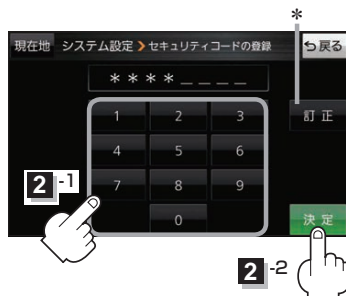 *
現在地 システム設定 > セキュリティコードの登録 戻る
* * * * _ _ _ _
1 2 3 訂正
4 5 6
2-1
7 8 9
0 決定
2-2